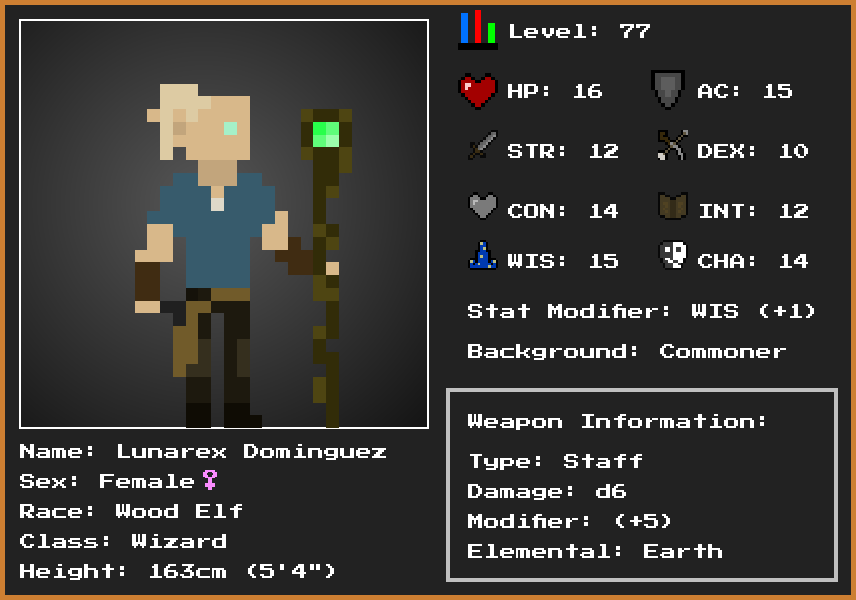 Level: 77
HP: 16 AC: 15
STR: 12 DEX: 10
CON: 14 INT: 12
WIS: 15 CHA: 14
Stat Modifier: WIS (+1)
Background: Commoner
Weapon Information:
Type: Staff
Damage: d6
Modifier: (+5)
Elemental: Earth
Name: Lunarex Dominguez
Sex: Female♀
Race: Wood Elf
Class: Wizard
Height: 163cm (5'4")